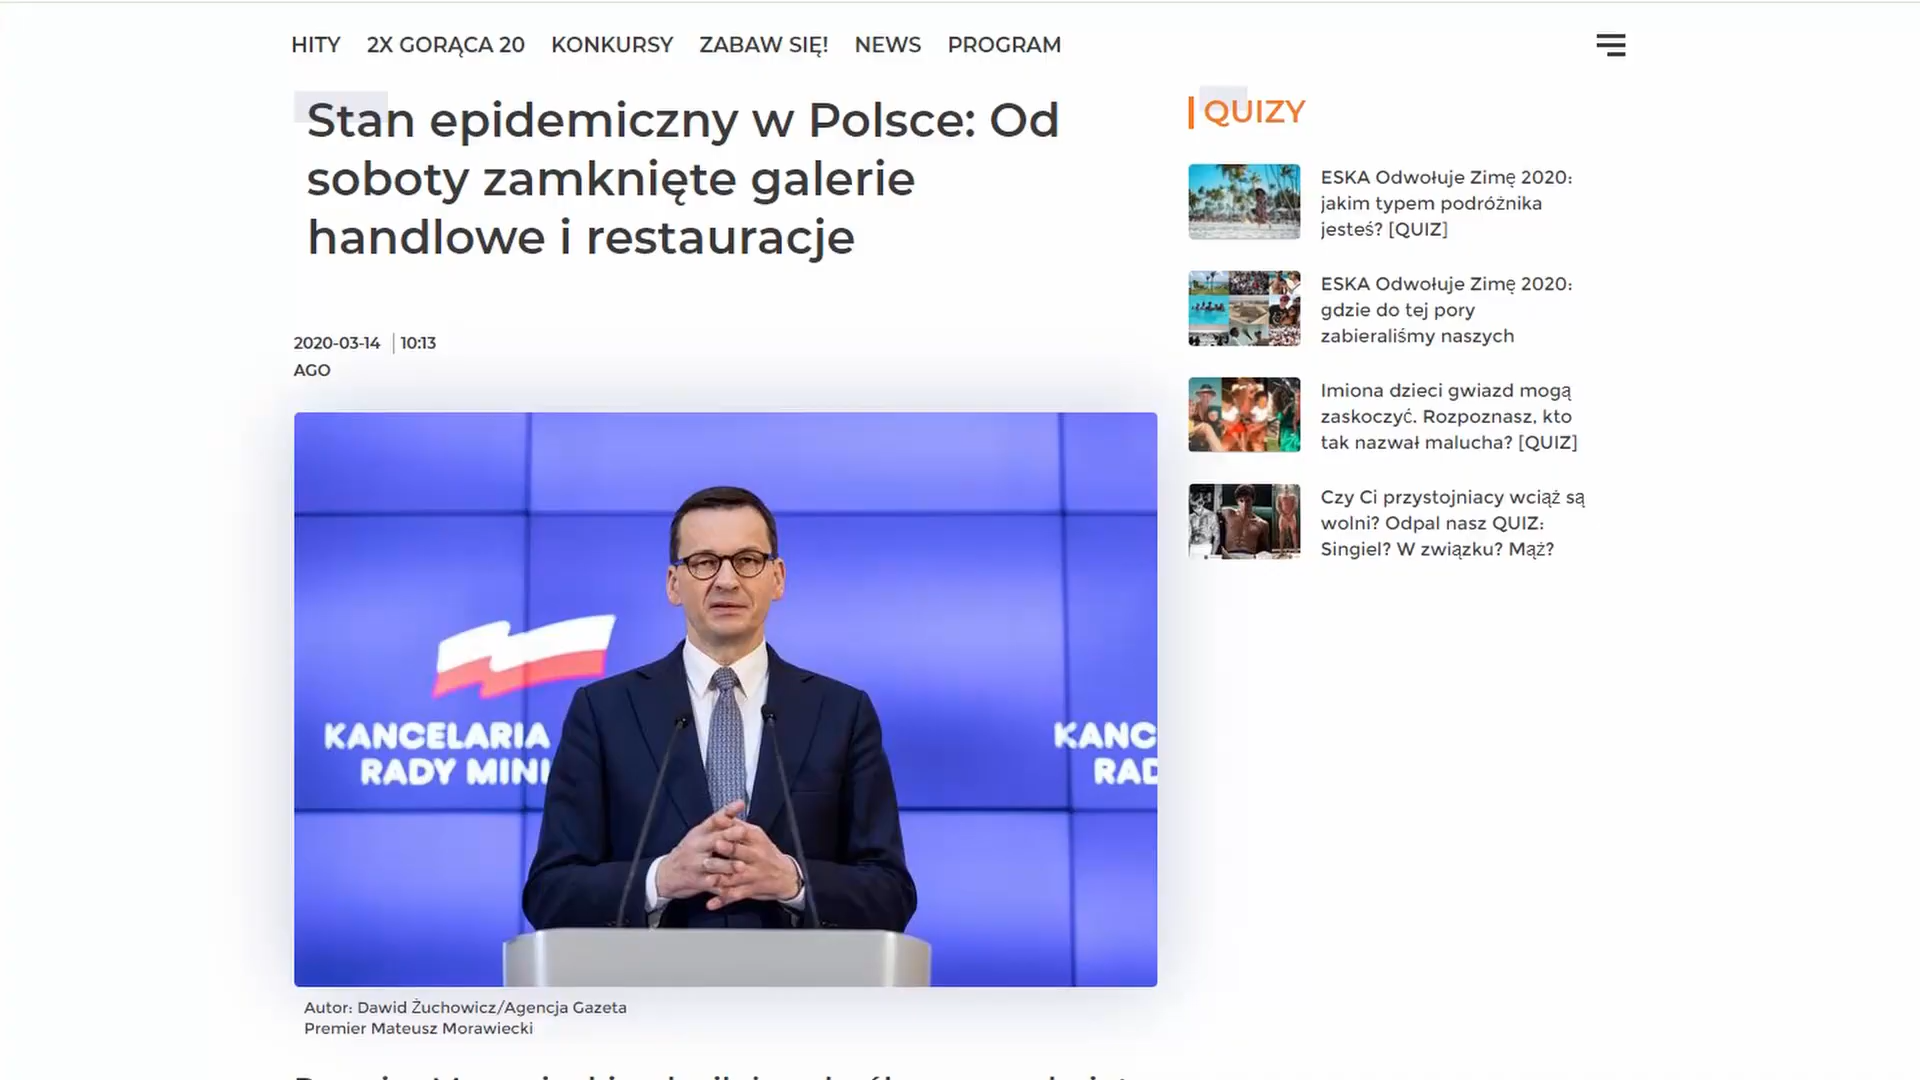 HITY 2X GORĄCA 20 KONKURSY ZABAW SIĘ! NEWS PROGRAM
Stan epidemiczny w Polsce: Od
soboty zamknięte galerie
handlowe i restauracje
2020-03-14 | 10:13
AGO
KANCELARIA
RADY MINI
KANC
RAD
Autor: Dawid Żuchowicz/Agencja Gazeta
Premier Mateusz Morawiecki
QUIZY
ESKA Odwołuje Zimę 2020:
jakim typem podróżnika
jesteś? [QUIZ]
ESKA Odwołuje Zimę 2020:
gdzie do tej pory
zabieraliśmy naszych
Imiona dzieci gwiazd mogą
zaskoczyć. Rozpoznasz, kto
tak nazwał malucha? [QUIZ]
Czy Ci przystojniacy wciąż są
wolni? Odpal nasz QUIZ:
Singiel? W związku? Mąż?